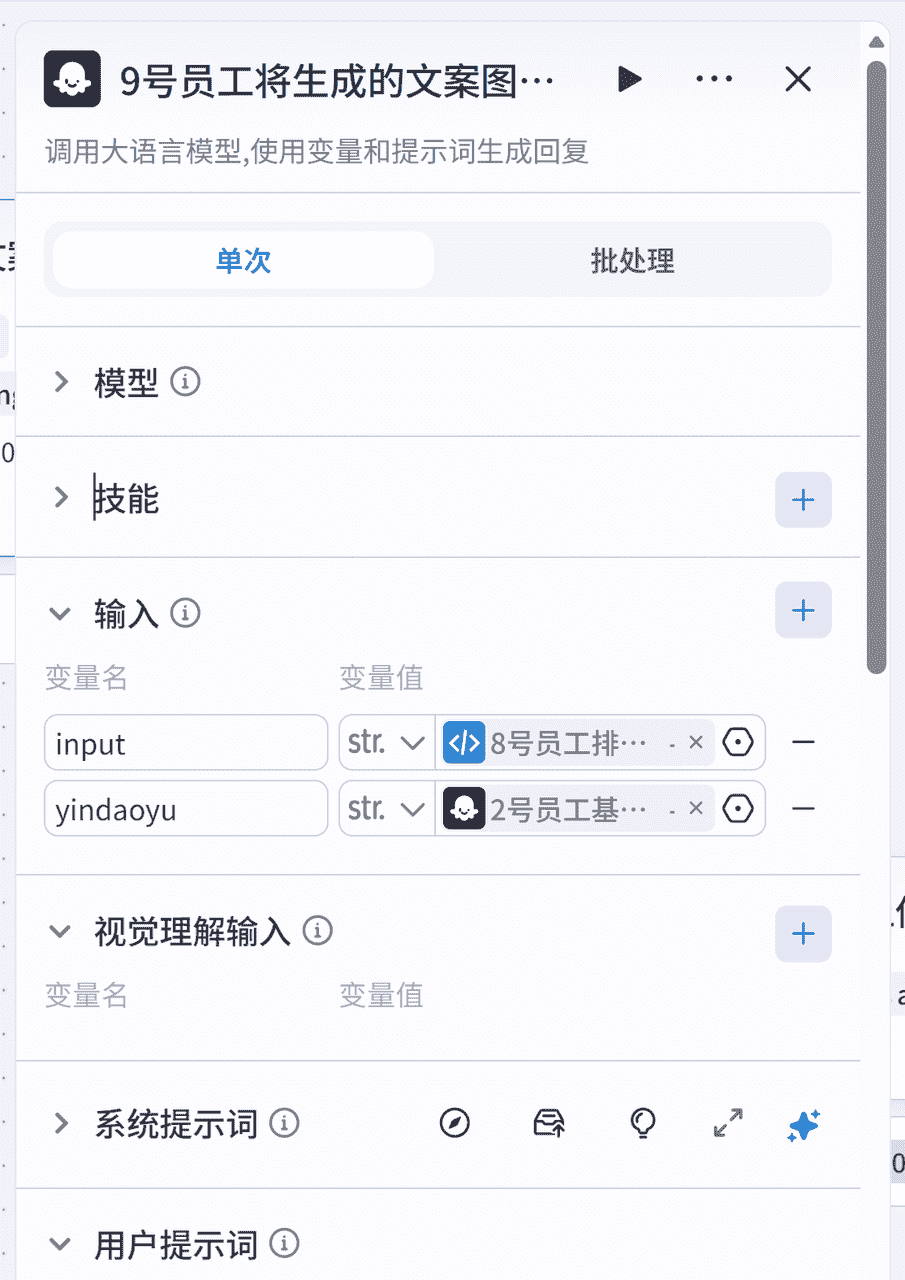 9号员工将生成的文案图…
调用大语言模型,使用变量和提示词生成回复
单次 批处理
模型
技能
输入
变量名 变量值
input str. 8号员工排… -
yindaoyu str. 2号员工基… -
视觉理解输入
变量名 变量值
系统提示词
用户提示词